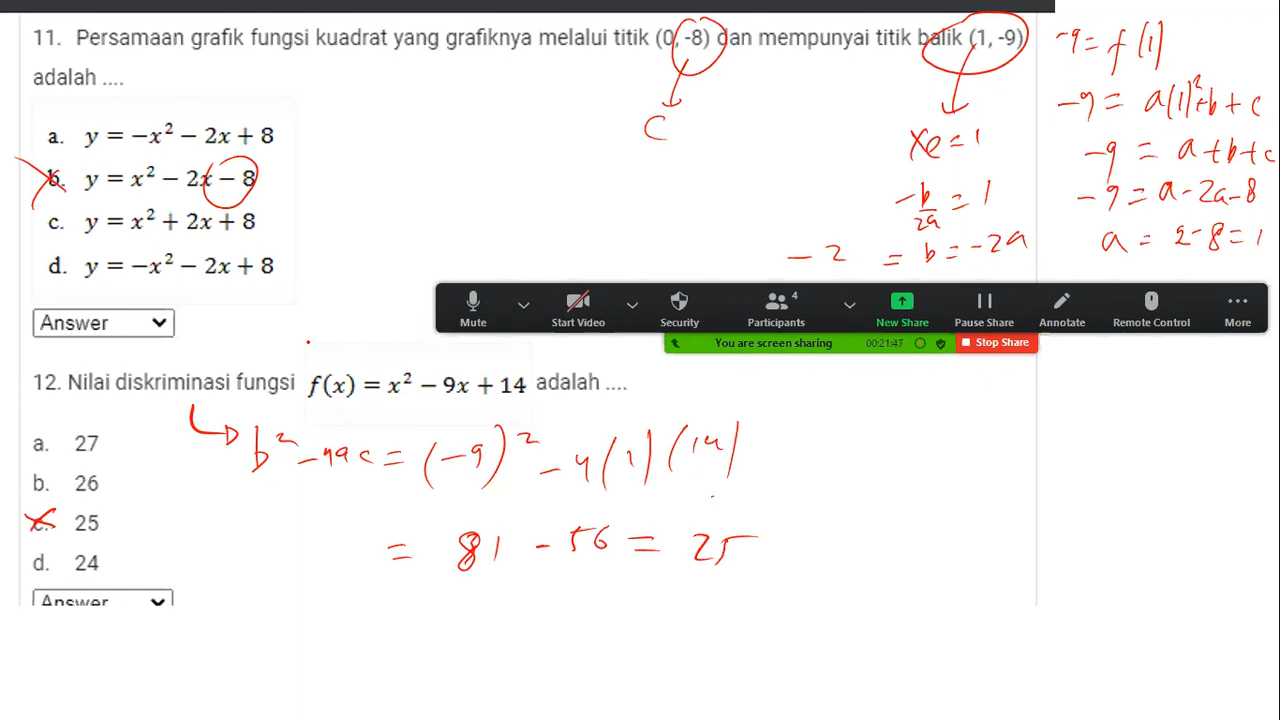 11. Persamaan grafik fungsi kuadrat yang grafiknya melalui titik (0, -8) dan mempunyai titik balik (1, -9)
adalah ....
a. y = −x² − 2x + 8
b. y = x² − 2x − 8
c. y = x² + 2x + 8
d. y = −x² − 2x + 8
Answer
C
xe = 1
-b/2a = 1
- 2 = b = -2a
-9 = f(1)
-9 = a(1)²+b+c
-9 = a+b+c
-9 = a-2a-8
a = 2-8=1
Mute
Start Video
Security
4
Participants
New Share
Pause Share
Annotate
Remote Control
More
You are screen sharing
Stop Share
12. Nilai diskriminasi fungsi f(x) = x² − 9x + 14 adalah ....
b² - 4ac = (-9)² - 4(1)(14)
= 81 - 56 = 25
a. 27
b. 26
c. 25
d. 24
Answer